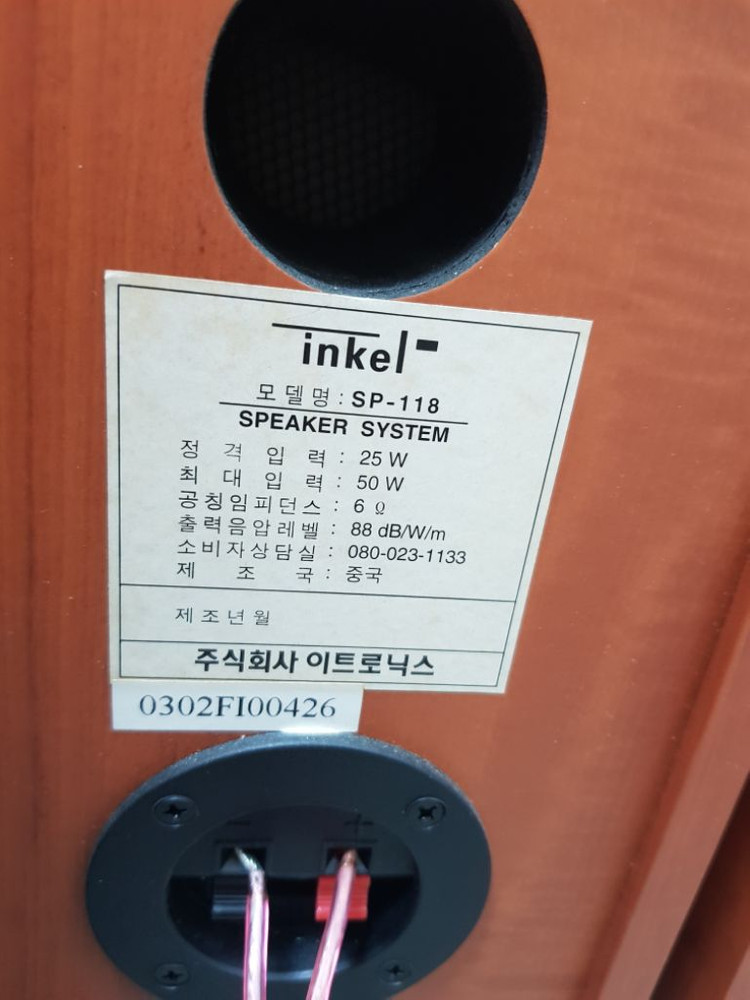 inkel
모델명 : SP-118
SPEAKER SYSTEM
정격입력 : 25 W
최대입력 : 50 W
공칭임피던스 : 6 Ω
출력음압레벨 : 88 dB/W/m
소비자상담실 : 080-023-1133
제조국 : 중국
제조년월
주식회사 이트로닉스
0302FI00426
- +